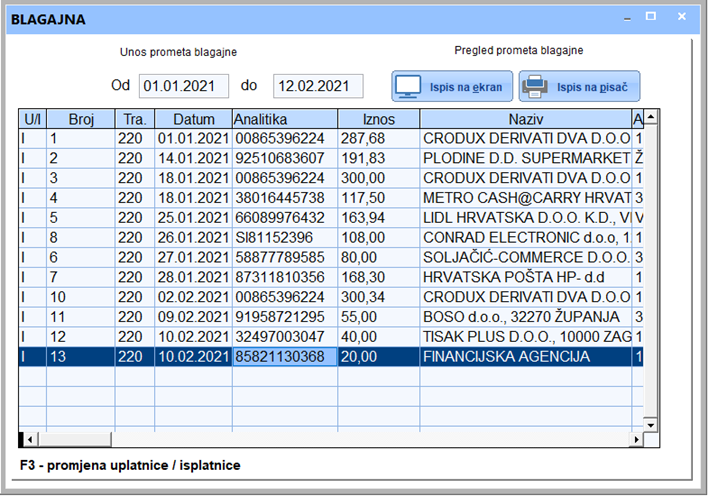 BLAGAJNA
Unos prometa blagajne Pregled prometa blagajne
Od 01.01.2021 do 12.02.2021 Ispis na ekran Ispis na pisač
U/I Broj Tra. Datum Analitika Iznos Naziv A
I 1 220 01.01.2021 00865396224 287,68 CRODUX DERIVATI DVA D.O.O 1
I 2 220 14.01.2021 92510683607 191,83 PLODINE D.D. SUPERMARKET Ž
I 3 220 18.01.2021 00865396224 300,00 CRODUX DERIVATI DVA D.O.O 1
I 4 220 18.01.2021 38016445738 117,50 METRO CASH@CARRY HRVAT 3
I 5 220 25.01.2021 66089976432 163,94 LIDL HRVATSKA D.O.O. K.D., VI V
I 8 220 26.01.2021 SI81152396 108,00 CONRAD ELECTRONIC d.o.o, 1 1
I 6 220 27.01.2021 58877789585 80,00 SOLJAČIĆ-COMMERCE D.O.O. 3
I 7 220 28.01.2021 87311810356 168,30 HRVATSKA POŠTA HP- d.d 1
I 10 220 02.02.2021 00865396224 300,34 CRODUX DERIVATI DVA D.O.O 1
I 11 220 09.02.2021 91958721295 55,00 BOSO d.o.o., 32270 ŽUPANJA 3
I 12 220 10.02.2021 32497003047 40,00 TISAK PLUS D.O.O., 10000 ZAG 1
I 13 220 10.02.2021 85821130368 20,00 FINANCIJSKA AGENCIJA 1
F3 - promjena uplatnice / isplatnice